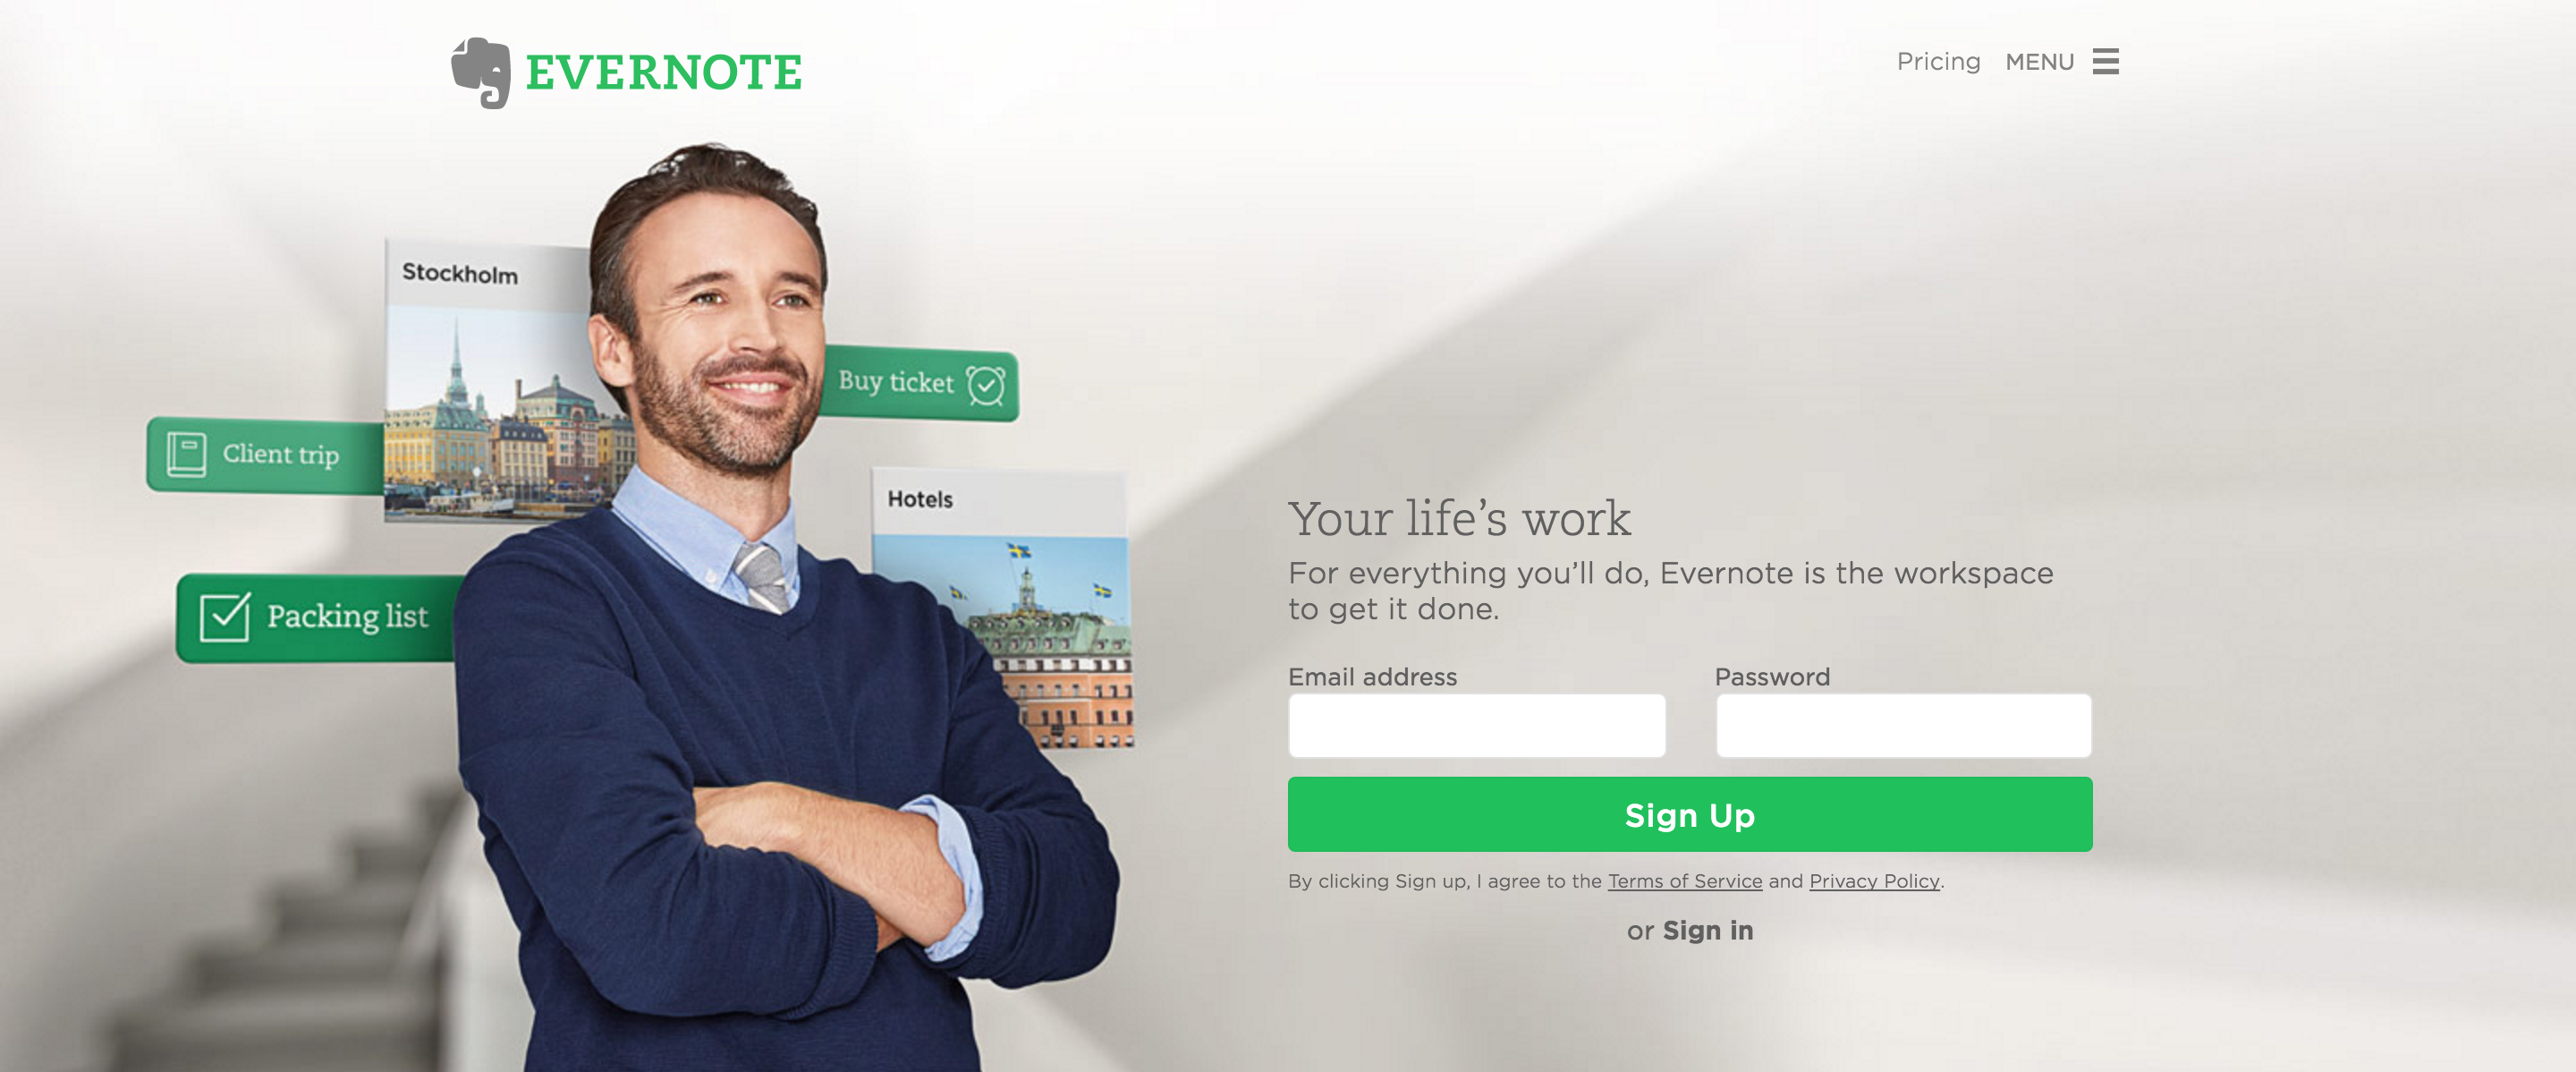 EVERNOTE
Pricing MENU
Stockholm
Buy ticket
Client trip
Hotels
Packing list
Your life’s work
For everything you’ll do, Evernote is the workspace
to get it done.
Email address
Password
Sign Up
By clicking Sign up, I agree to the Terms of Service and Privacy Policy.
or Sign in